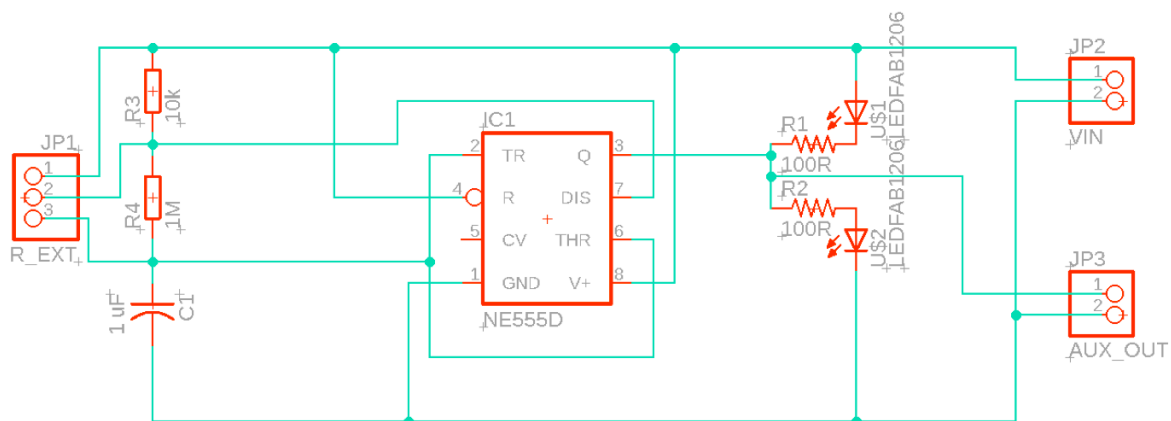 JP1
1
2
3
R_EXT
R3
10k
R4
1M
1 uF
C1
IC1
2 TR Q 3
4 R DIS 7
5 CV THR 6
1 GND V+ 8
NE555D
R1
100R
R2
100R
U$1
LEDFAB1206
U$2
LEDFAB1206
JP2
1
2
VIN
JP3
1
2
AUX_OUT